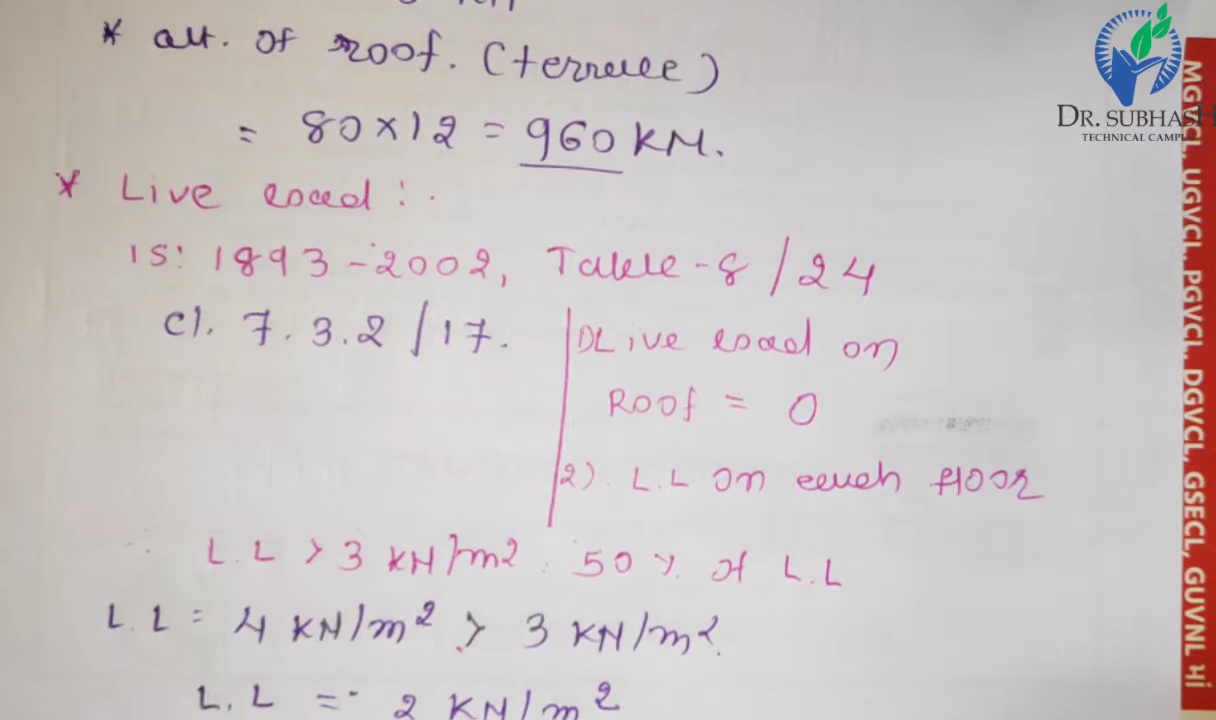 * wt. of roof. (terrace)
= 80×12 = 960 KN.
* Live load :.
IS: 1893-2002, Table-8/24
cl. 7.3.2/17.
1) Live load on
Roof = 0
2). L.L on each floor
L.L > 3 KN/m2 . 50 % of L.L
L.L = 4 KN/m2 > 3 KN/m2.
L.L = 2 KN/m2
DR. SUBHASH
TECHNICAL CAMPUS
MGVCL, UGVCL, PGVCL, DGVCL, GSECL, GUVNL માં